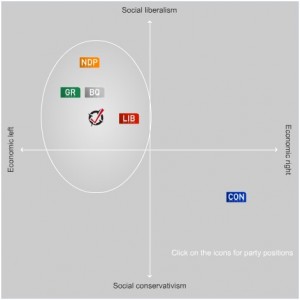 Social liberalism
NDP
GR
BQ
LIB
Economic left
Economic right
CON
Click on the icons for party positions
Social conservativism